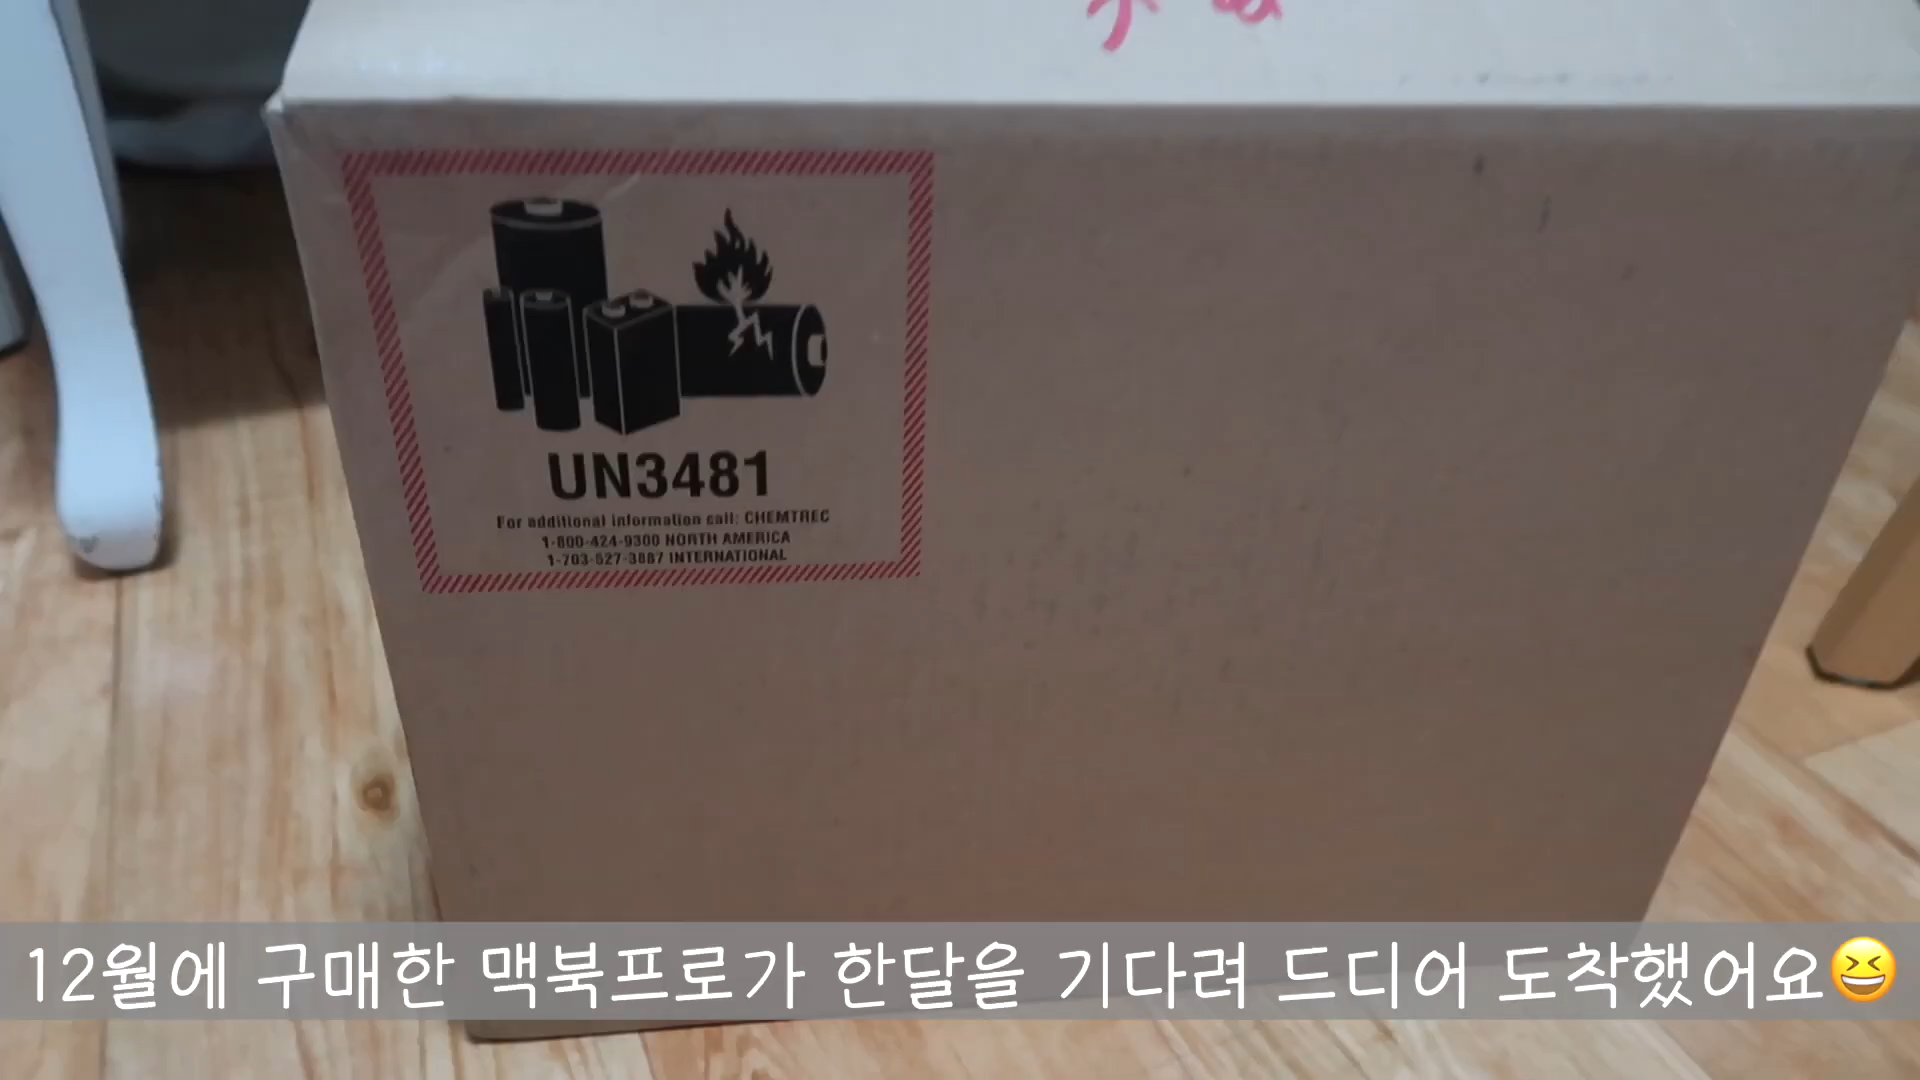 UN3481
For additional information call: CHEMTREC
1-800-424-9300 NORTH AMERICA
1-703-527-3887 INTERNATIONAL
12월에 구매한 맥북프로가 한달을 기다려 드디어 도착했어요😆